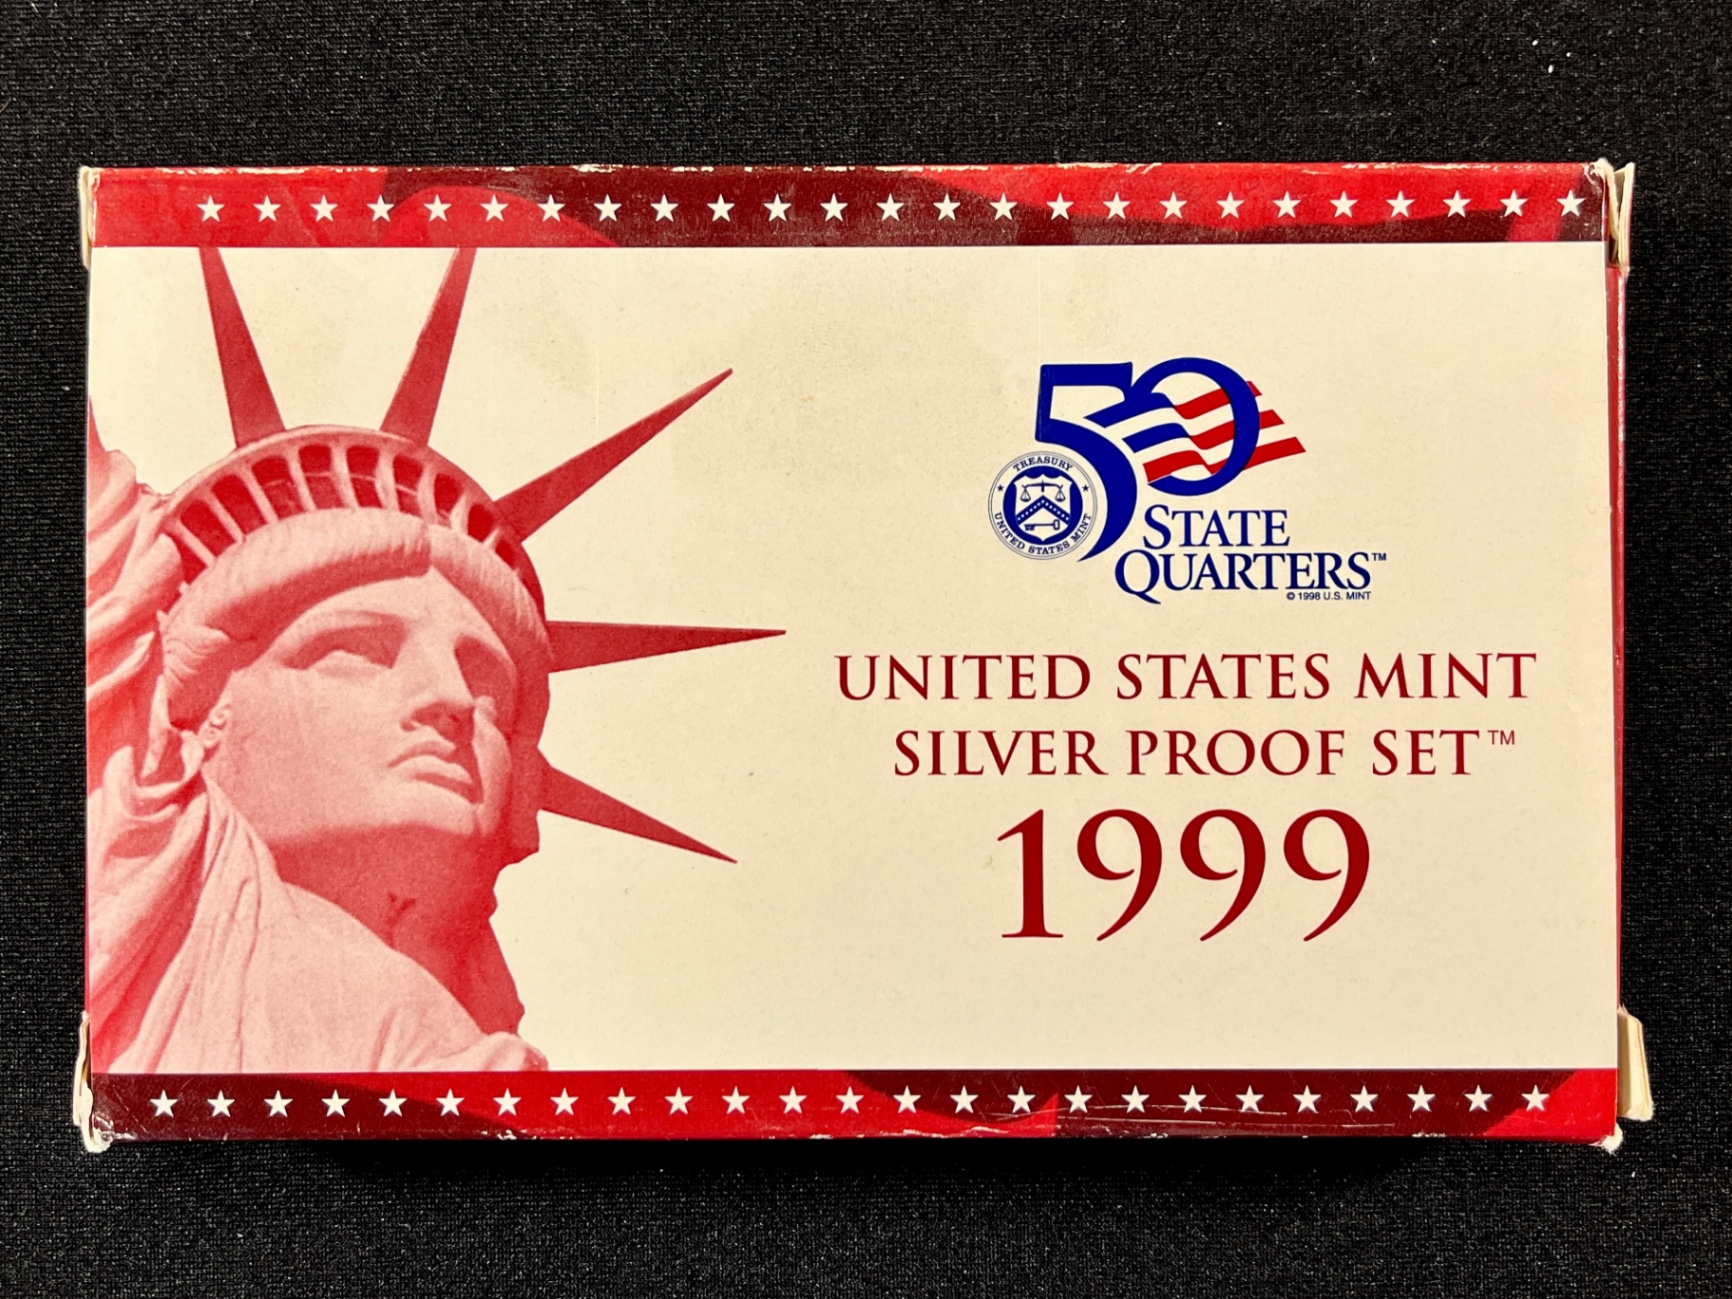 50
TREASURY
UNITED STATES MINT
STATE
QUARTERS™
© 1998 U.S. MINT
UNITED STATES MINT
SILVER PROOF SET™
1999